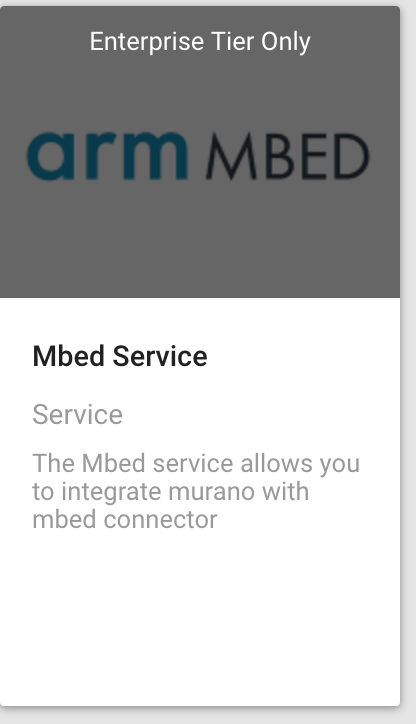 Enterprise Tier Only
arm MBED
Mbed Service
Service
The Mbed service allows you
to integrate murano with
mbed connector